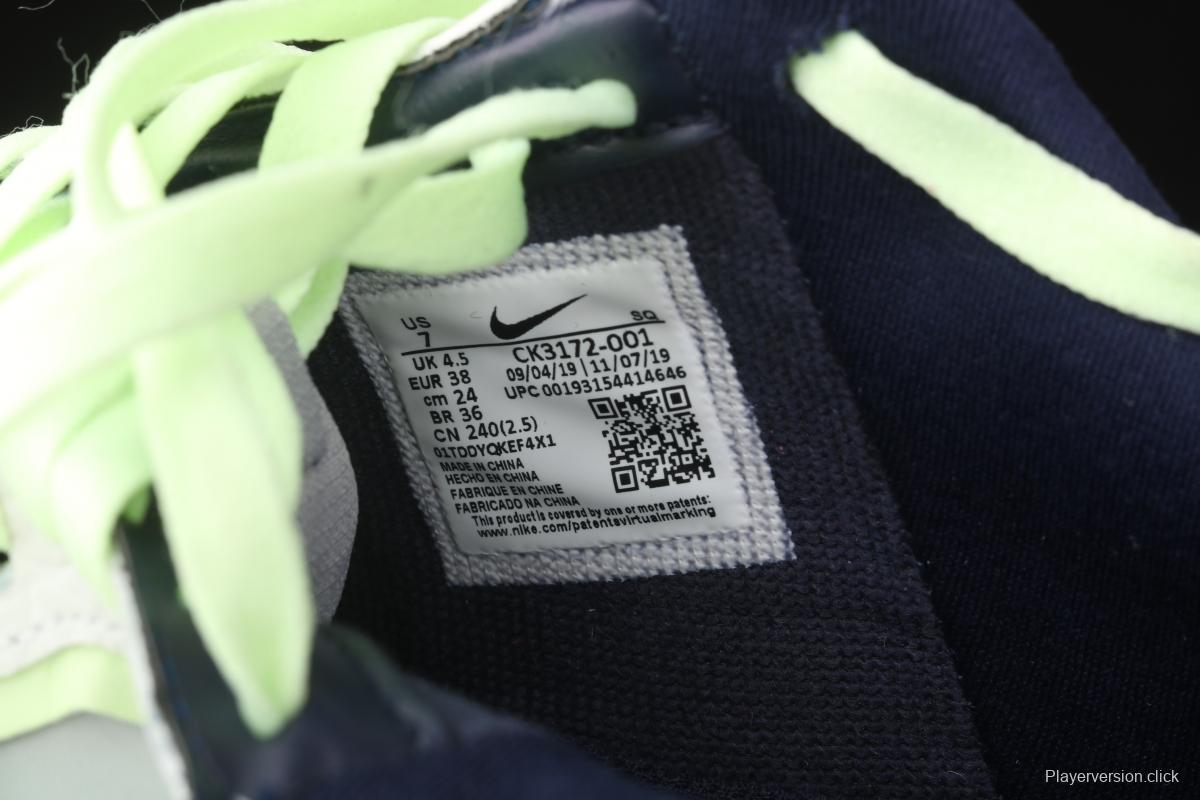 US
7
SQ
UK 4.5
EUR 38
cm 24
BR 36
CN 240(2.5)
CK3172-001
09/04/19 | 11/07/19
UPC 00193154414646
01TDDYQKEF4X1
MADE IN CHINA
HECHO EN CHINA
FABRIQUE EN CHINE
FABRICADO NA CHINA
This product is covered by one or more patents:
www.nike.com/patentsvirtualmarking
Playerversion.click